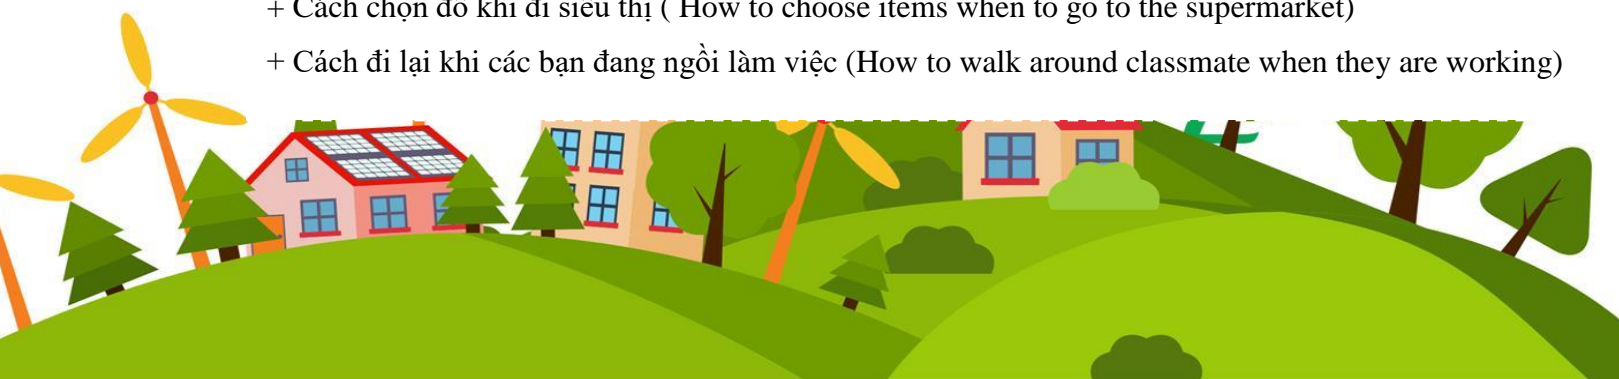 + Cách chọn đồ khi đi siêu thị ( How to choose items when to go to the supermarket)
+ Cách đi lại khi các bạn đang ngồi làm việc (How to walk around classmate when they are working)